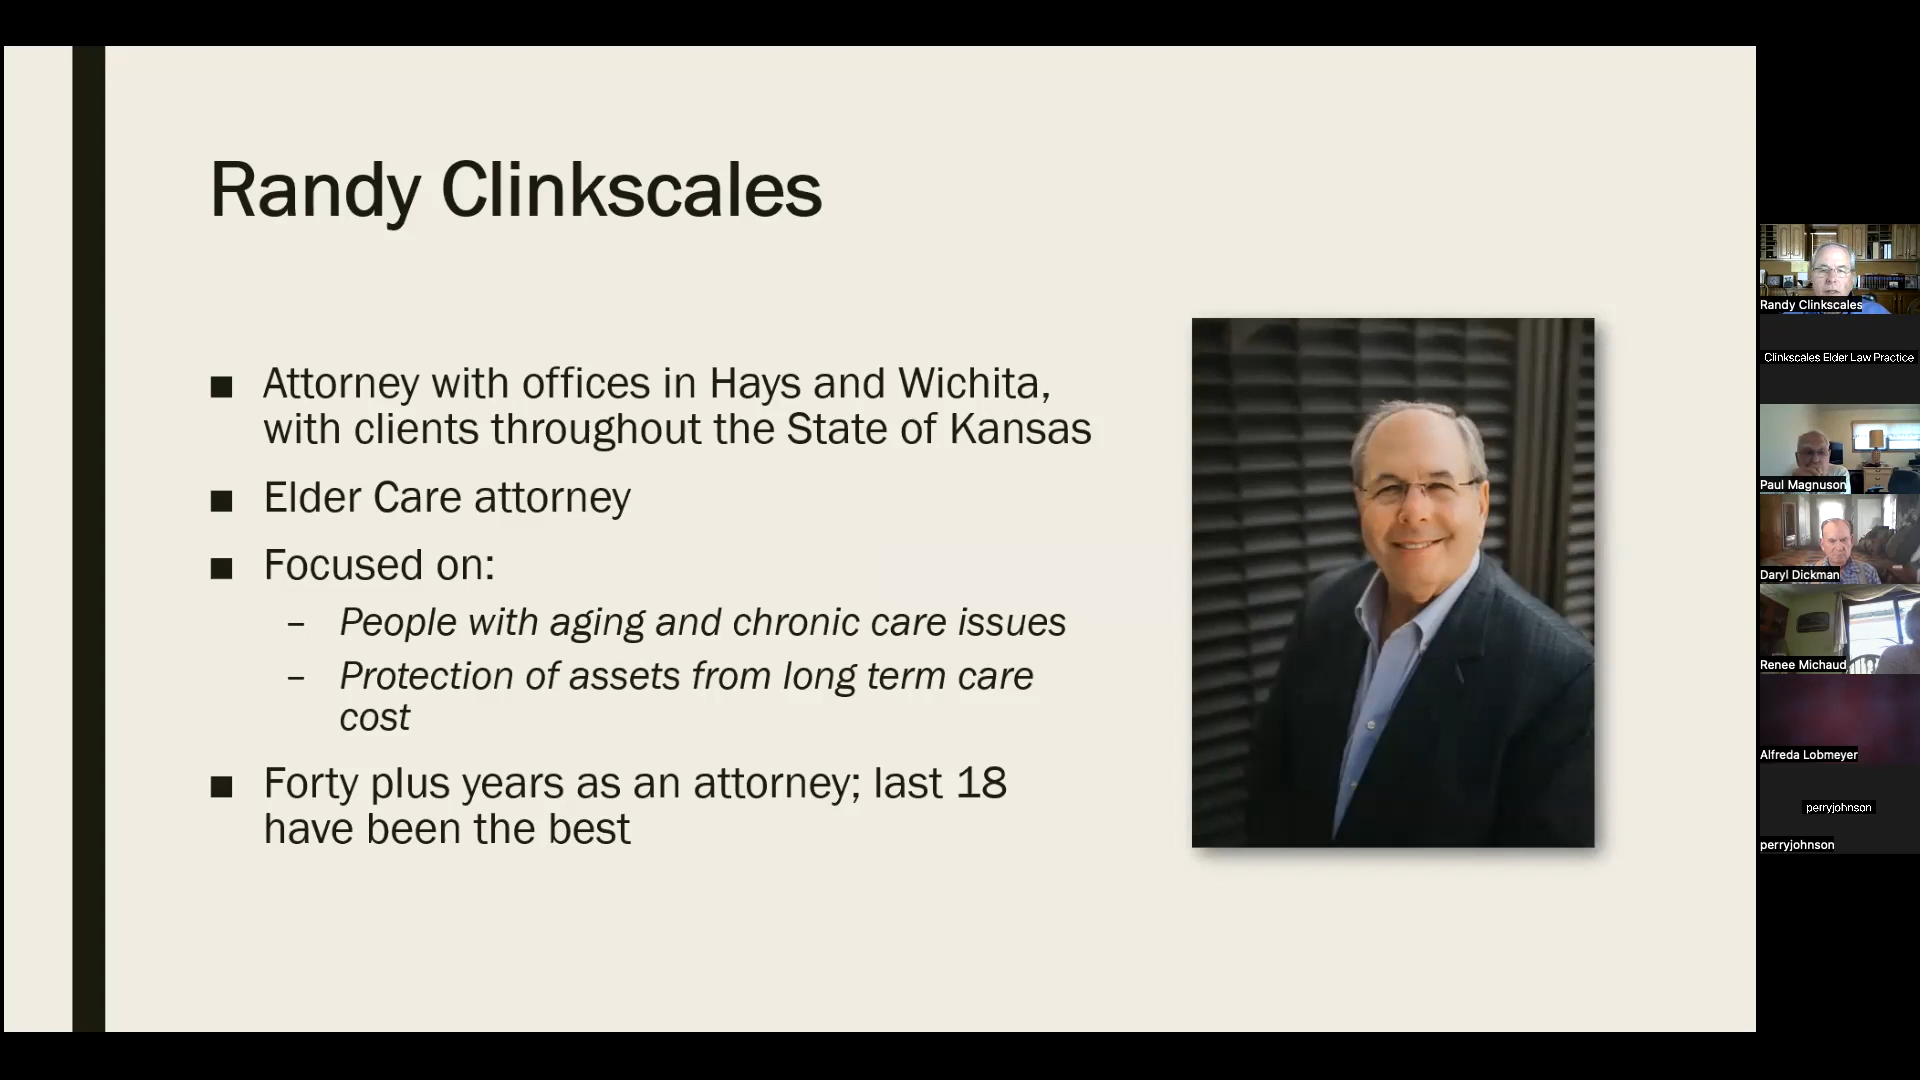 Randy Clinkscales
■ Attorney with offices in Hays and Wichita,
with clients throughout the State of Kansas
■ Elder Care attorney
■ Focused on:
– People with aging and chronic care issues
– Protection of assets from long term care
cost
■ Forty plus years as an attorney; last 18
have been the best
Randy Clinkscales
Clinkscales Elder Law Practice
Paul Magnuson
Daryl Dickman
Renee Michaud
Alfreda Lobmeyer
perryjohnson
perryjohnson